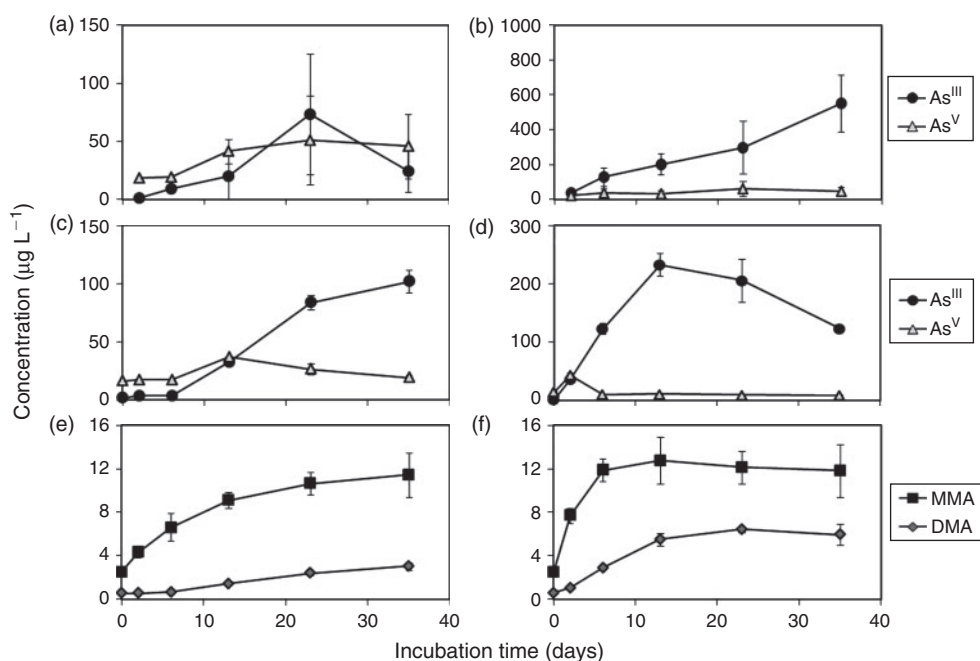 Concentration (µg L⁻¹)
(a)
150
100
50
0
(b)
1000
800
600
400
200
0
As^III
As^V
(c)
150
100
50
0
(d)
300
200
100
0
As^III
As^V
(e)
16
12
8
4
0
0 10 20 30 40
(f)
16
12
8
4
0
0 10 20 30 40
MMA
DMA
Incubation time (days)